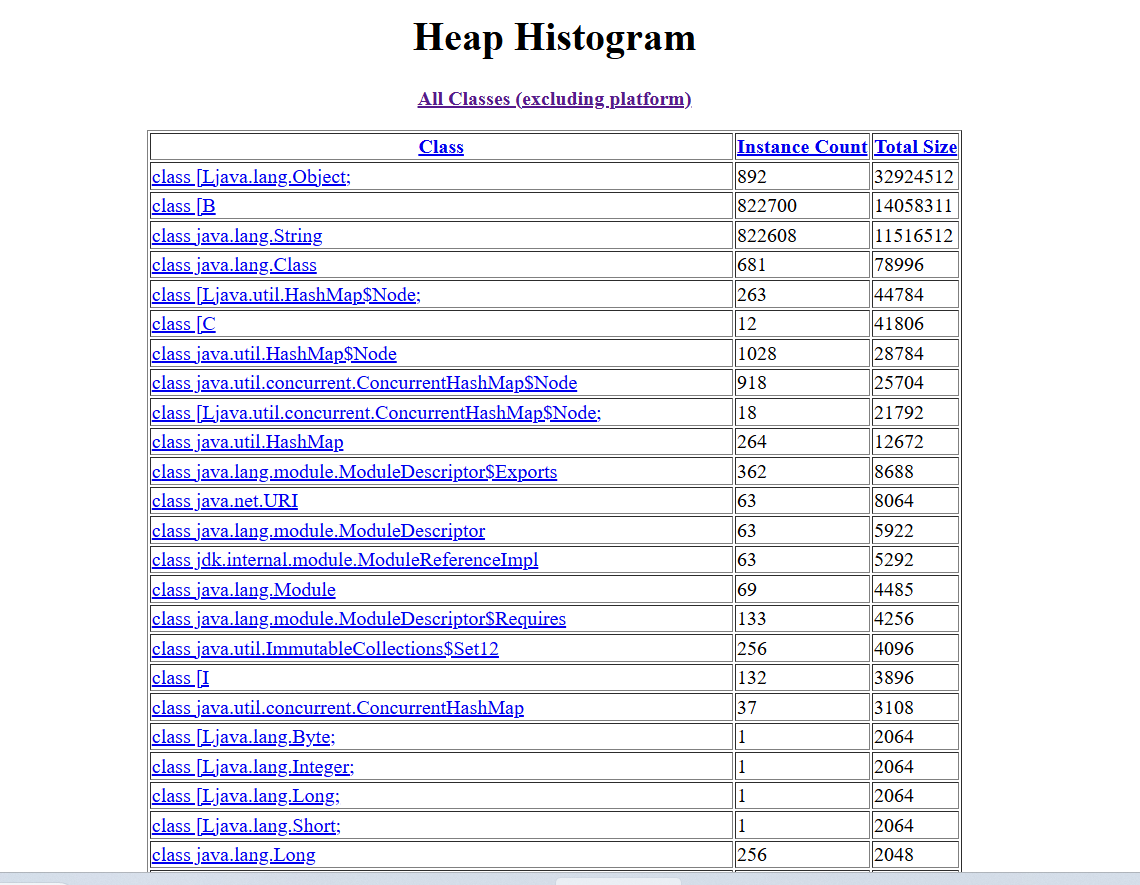 Heap Histogram
All Classes (excluding platform)
Class Instance Count Total Size
class [Ljava.lang.Object; 892 32924512
class [B 822700 14058311
class java.lang.String 822608 11516512
class java.lang.Class 681 78996
class [Ljava.util.HashMap$Node; 263 44784
class [C 12 41806
class java.util.HashMap$Node 1028 28784
class java.util.concurrent.ConcurrentHashMap$Node 918 25704
class [Ljava.util.concurrent.ConcurrentHashMap$Node; 18 21792
class java.util.HashMap 264 12672
class java.lang.module.ModuleDescriptor$Exports 362 8688
class java.net.URI 63 8064
class java.lang.module.ModuleDescriptor 63 5922
class jdk.internal.module.ModuleReferenceImpl 63 5292
class java.lang.Module 69 4485
class java.lang.module.ModuleDescriptor$Requires 133 4256
class java.util.ImmutableCollections$Set12 256 4096
class [I 132 3896
class java.util.concurrent.ConcurrentHashMap 37 3108
class [Ljava.lang.Byte; 1 2064
class [Ljava.lang.Integer; 1 2064
class [Ljava.lang.Long; 1 2064
class [Ljava.lang.Short; 1 2064
class java.lang.Long 256 2048